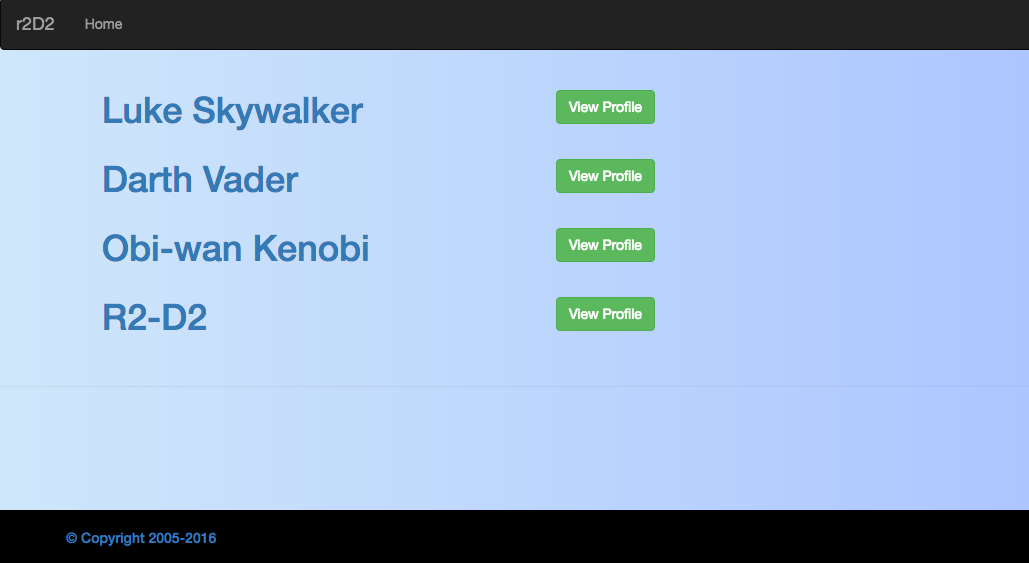 r2D2 Home
Luke Skywalker View Profile
Darth Vader View Profile
Obi-wan Kenobi View Profile
R2-D2 View Profile
© Copyright 2005-2016